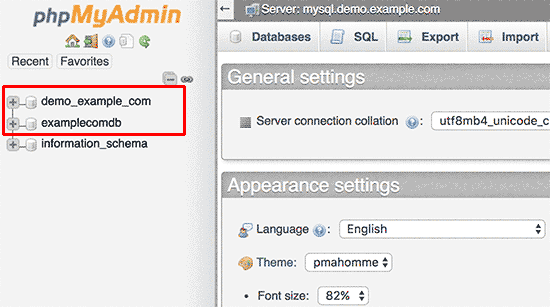 phpMyAdmin
Recent Favorites
demo_example_com
examplecomdb
information_schema
Server: mysql.demo.example.com
Databases SQL Export Import
General settings
Server connection collation : utf8mb4_unicode_c
Appearance settings
Language : English
Theme: pmahomme
• Font size: 82%